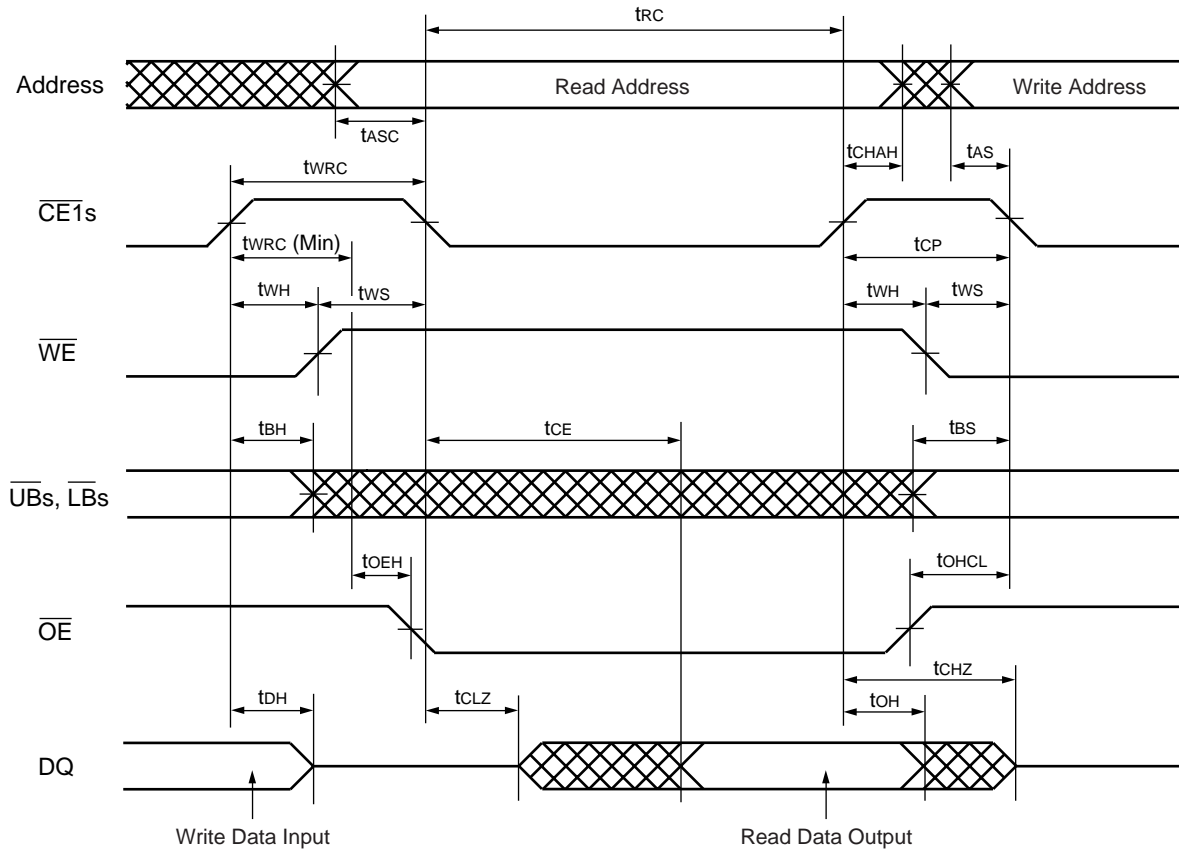 tRC
Address
Read Address
Write Address
tASC
tCHAH
tAS
tWRC
CE1s
tWRC (Min)
tCP
tWH
tWS
tWH
tWS
WE
tBH
tCE
tBS
UBs, LBs
tOEH
tOHCL
OE
tCHZ
tDH
tCLZ
tOH
DQ
Write Data Input
Read Data Output